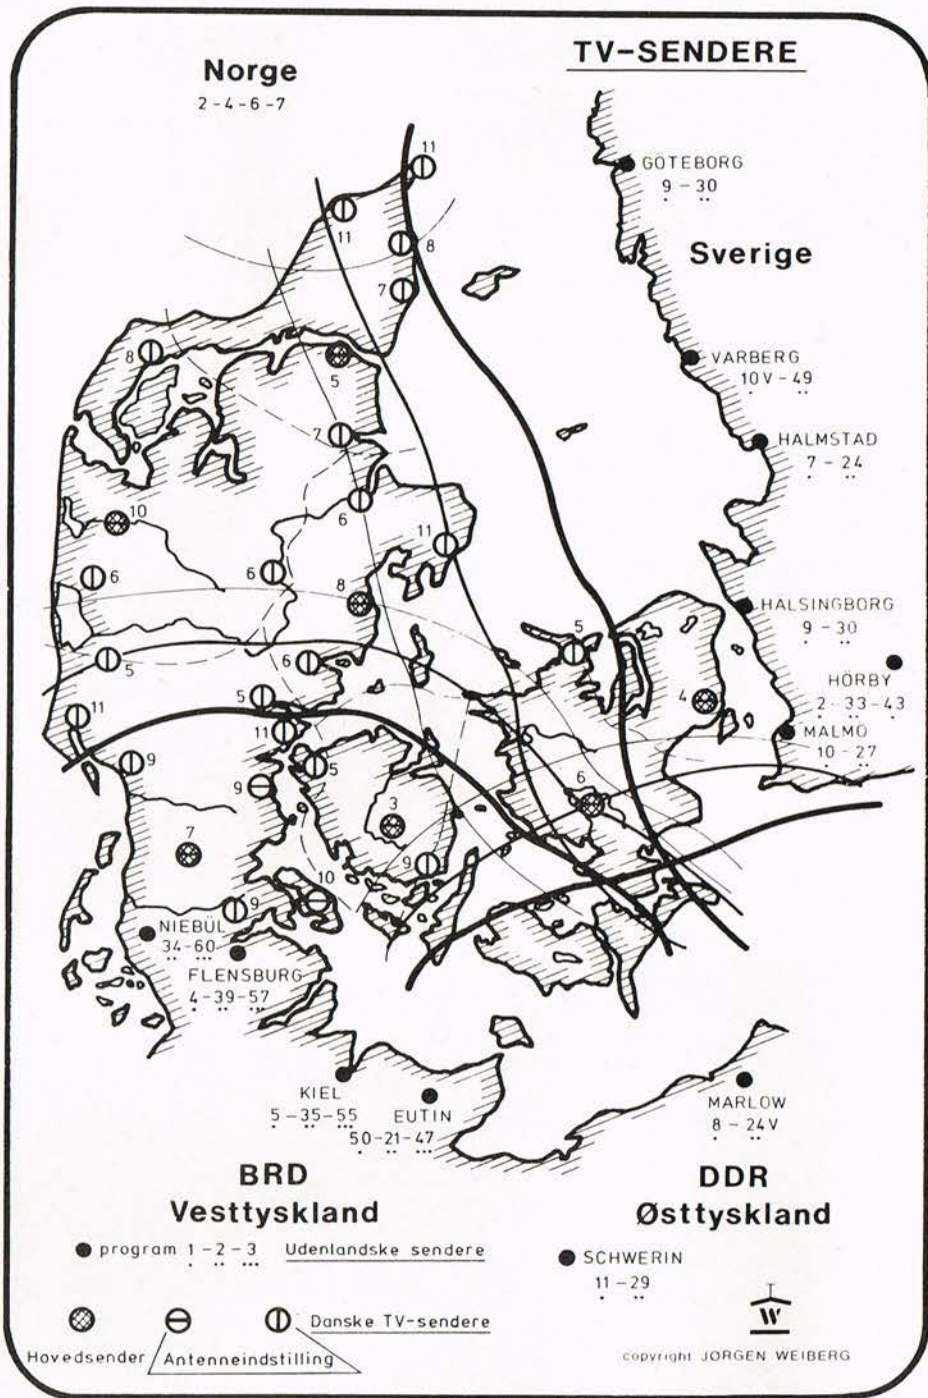 TV-SENDERE
Norge
2-4-6-7
11
GÖTEBORG
9-30
11
8
Sverige
7
8
5
VARBERG
10V-49
7
HALMSTAD
7-24
6
10
11
6
6
8
HALSINGBORG
9-30
5
5
6
HÖRBY
2-33-43
5
4
11
11
MALMÖ
10-27
9
5
9
6
3
7
9
10
9
NIEBÜL
34-60
FLENSBURG
4-39-57
KIEL
5-35-55
EUTIN
50-21-47
MARLOW
8-24V
BRD
Vesttyskland
DDR
Østtyskland
program 1-2-3 Udenlandske sendere
SCHWERIN
11-29
Danske TV-sendere
Hovedsender Antenneindstilling
W
copyright JØRGEN WEIBERG